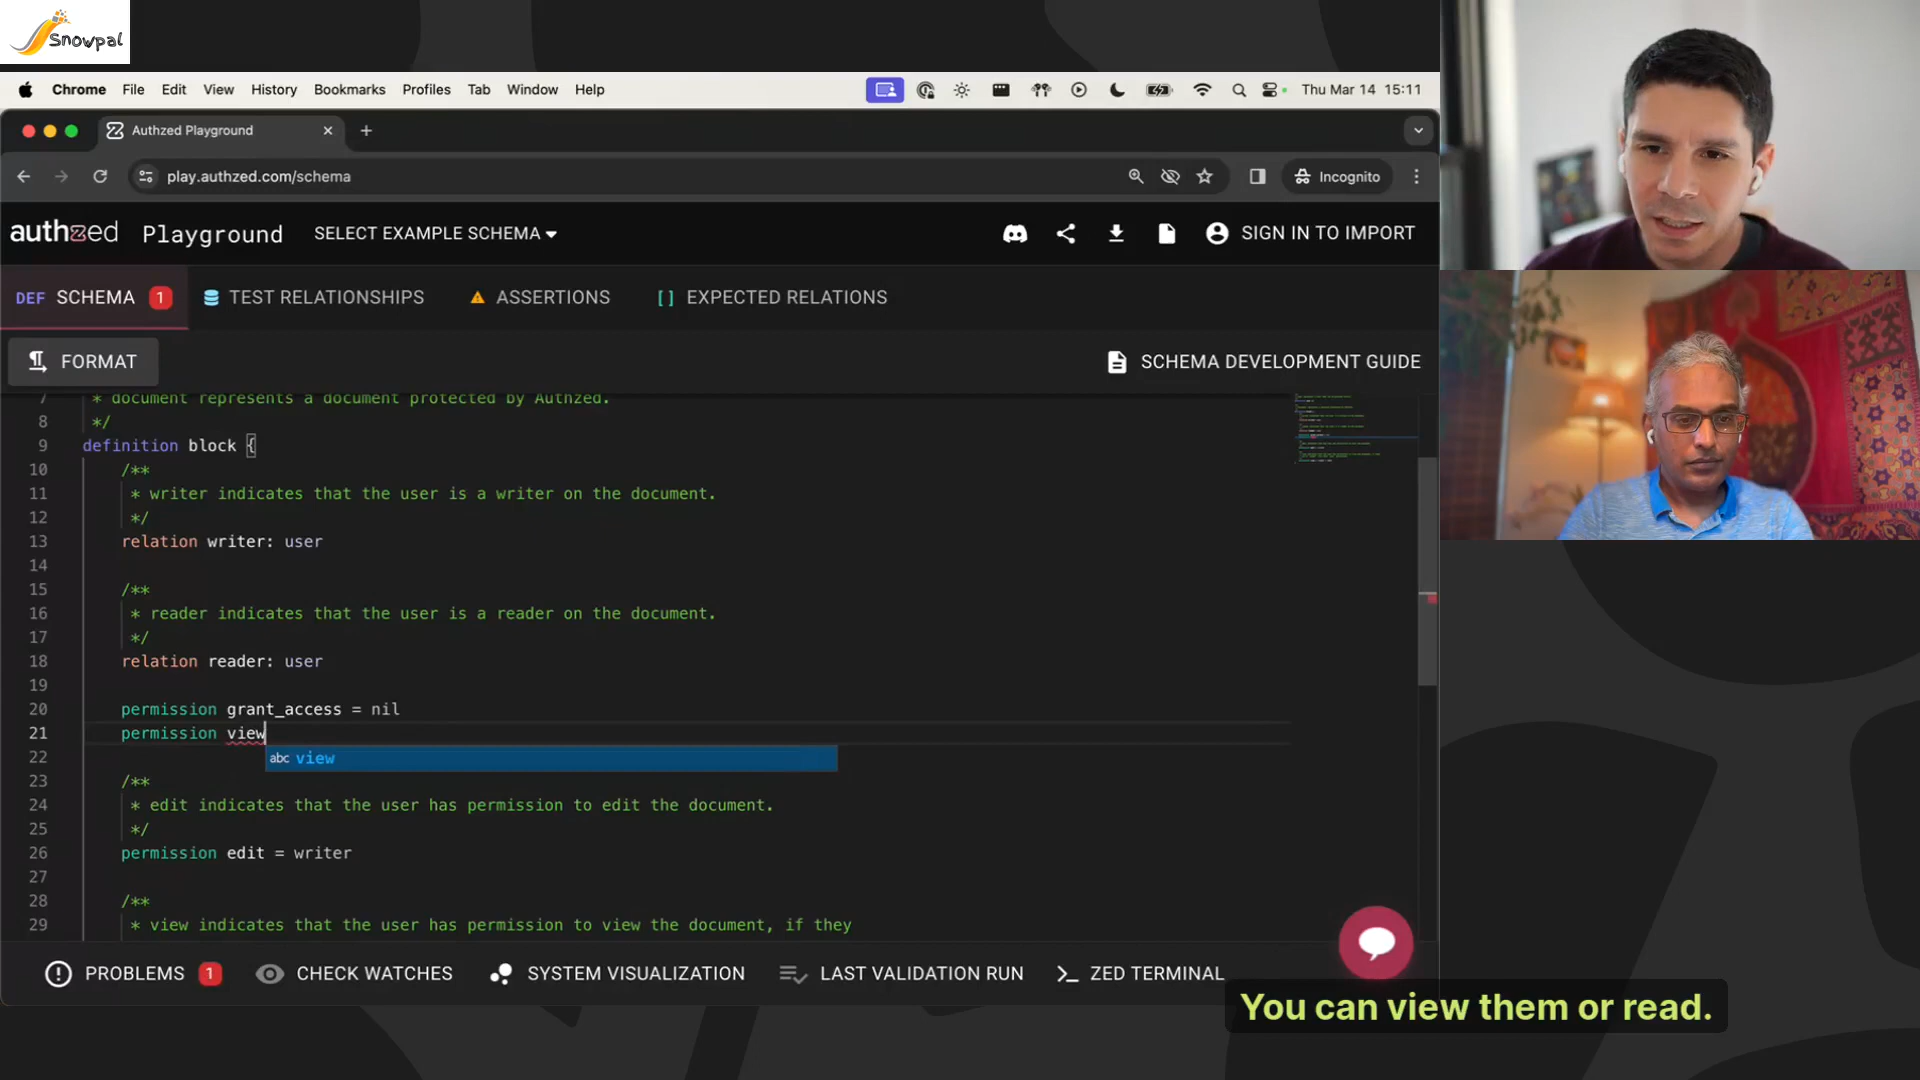 Snowpal
Chrome File Edit View History Bookmarks Profiles Tab Window Help Thu Mar 14 15:11
Authzed Playground
play.authzed.com/schema Incognito
authzed Playground SELECT EXAMPLE SCHEMA SIGN IN TO IMPORT
DEF SCHEMA 1 TEST RELATIONSHIPS ASSERTIONS [ ] EXPECTED RELATIONS
FORMAT SCHEMA DEVELOPMENT GUIDE
7 * document represents a document protected by Authzed.
8 */
9 definition block {
10 /**
11 * writer indicates that the user is a writer on the document.
12 */
13 relation writer: user
14
15 /**
16 * reader indicates that the user is a reader on the document.
17 */
18 relation reader: user
19
20 permission grant_access = nil
21 permission view
22 abc view
23 /**
24 * edit indicates that the user has permission to edit the document.
25 */
26 permission edit = writer
27
28 /**
29 * view indicates that the user has permission to view the document, if they
PROBLEMS 1 CHECK WATCHES SYSTEM VISUALIZATION LAST VALIDATION RUN ZED TERMINAL
You can view them or read.